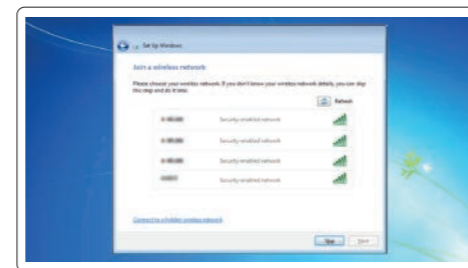 Set Up Windows
Join a wireless network
Please choose your wireless network. If you don't know your wireless network details, you can skip
this step and do it later.
Refresh
Security-enabled network
Security-enabled network
Security-enabled network
Security-enabled network
Connect to a hidden wireless network
Skip Next